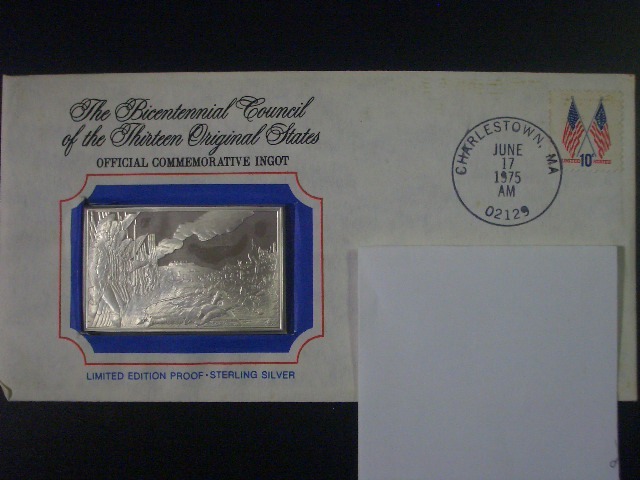 The Bicentennial Council
of the Thirteen Original States
OFFICIAL COMMEMORATIVE INGOT
LIMITED EDITION PROOF·STERLING SILVER
CHARLESTOWN, MA
JUNE
17
1975
AM
02129
10¢